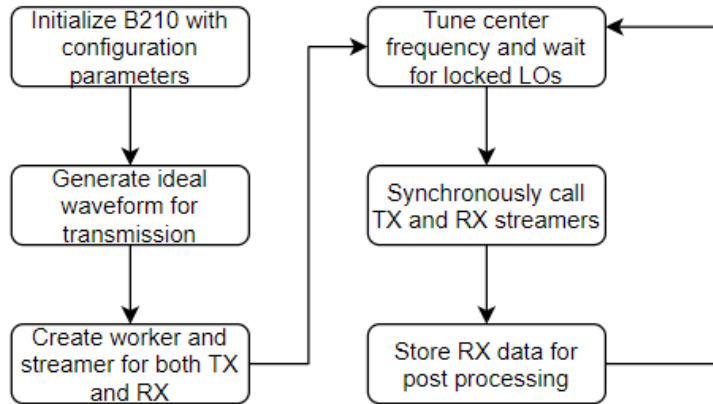 Initialize B210 with
configuration
parameters
Generate ideal
waveform for
transmission
Create worker and
streamer for both TX
and RX
Tune center
frequency and wait
for locked LOs
Synchronously call
TX and RX streamers
Store RX data for
post processing